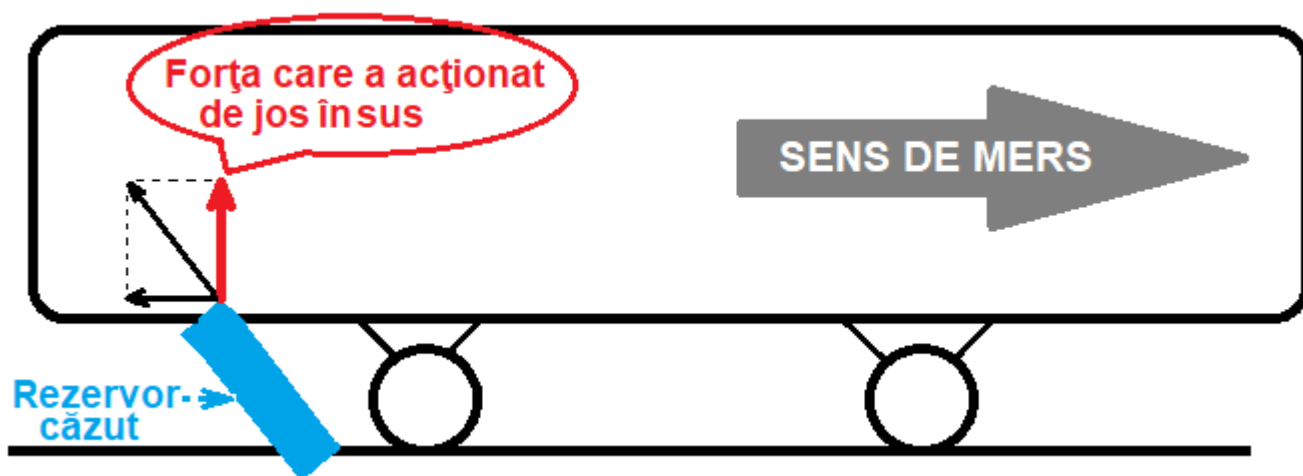 Forţa care a acţionat
de jos în sus
SENS DE MERS
Rezervor
căzut